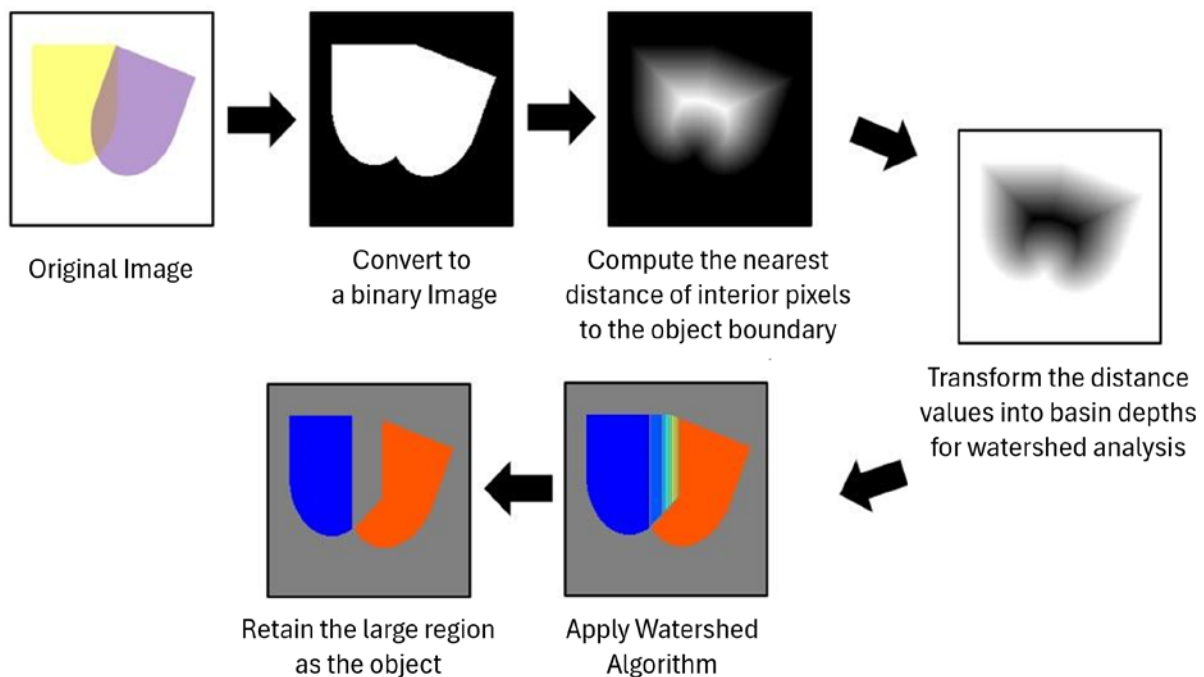 Original Image
Convert to
a binary Image
Compute the nearest
distance of interior pixels
to the object boundary
Transform the distance
values into basin depths
for watershed analysis
Apply Watershed
Algorithm
Retain the large region
as the object